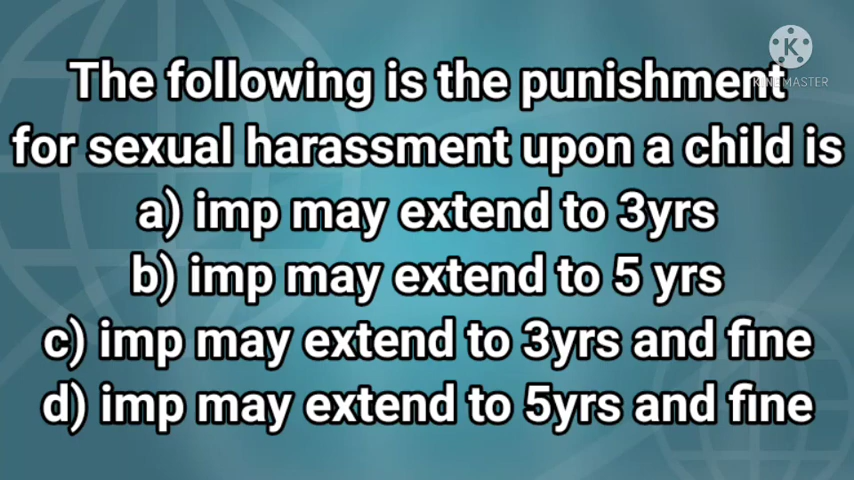 The following is the punishment
for sexual harassment upon a child is
a) imp may extend to 3yrs
b) imp may extend to 5 yrs
c) imp may extend to 3yrs and fine
d) imp may extend to 5yrs and fine
K
KINEMASTER